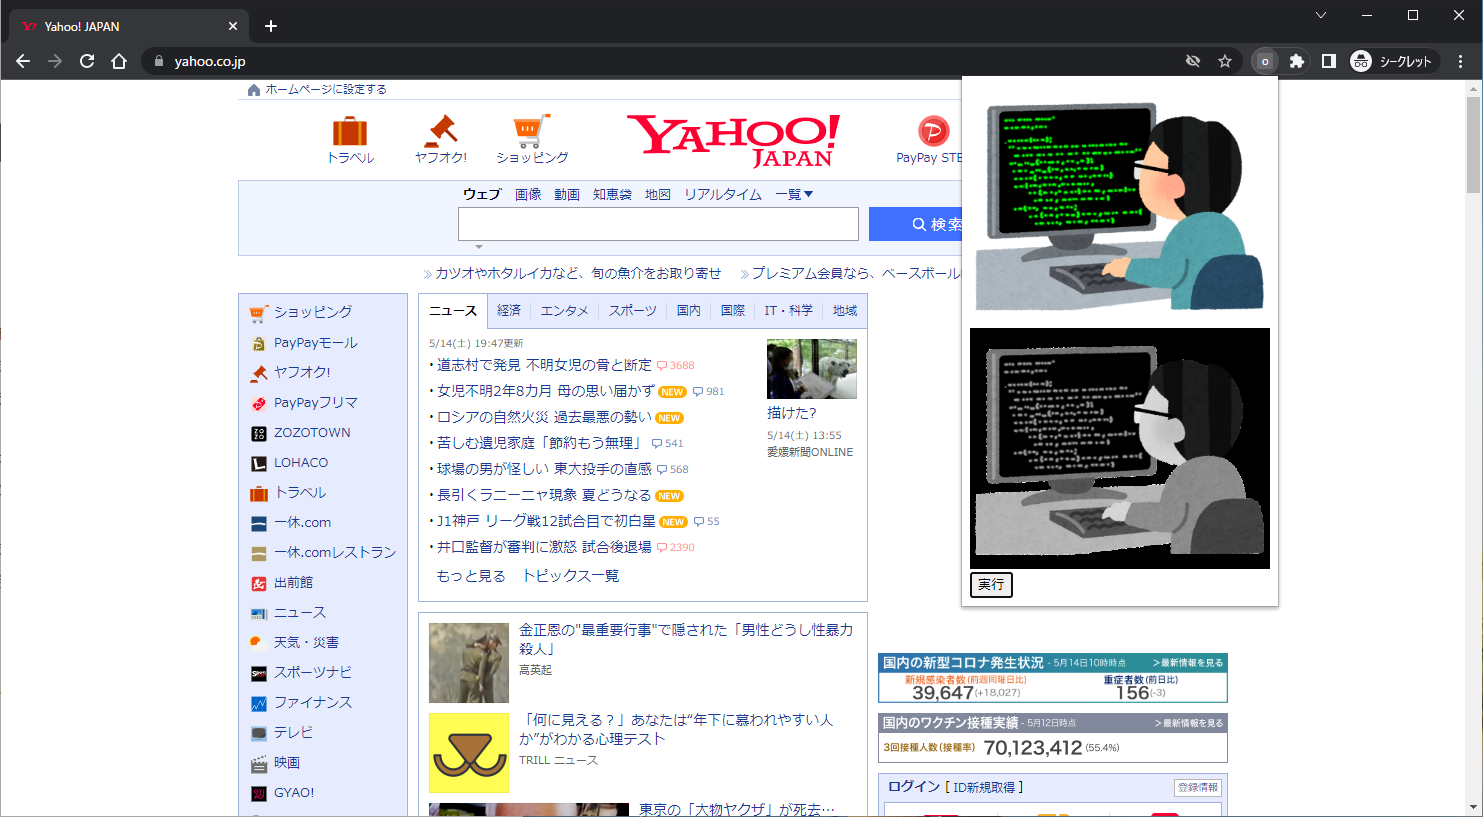 Yahoo! JAPAN
yahoo.co.jp
シークレット
ホームページに設定する
トラベル
ヤフオク!
ショッピング
YAHOO!
JAPAN
PayPay STE
ウェブ 画像 動画 知恵袋 地図 リアルタイム 一覧▼
検索
カツオやホタルイカなど、旬の魚介をお取り寄せ
プレミアム会員なら、ベースボール
ショッピング
PayPayモール
ヤフオク!
PayPayフリマ
ZOZOTOWN
LOHACO
トラベル
一休.com
一休.comレストラン
出前館
ニュース
天気・災害
スポーツナビ
ファイナンス
テレビ
映画
GYAO!
ニュース 経済 エンタメ スポーツ 国内 国際 IT・科学 地域
5/14(土) 19:47更新
・道志村で発見 不明女児の骨と断定 3688
・女児不明2年8カ月 母の思い届かず NEW 981
・ロシアの自然火災 過去最悪の勢い NEW
・苦しむ遺児家庭「節約もう無理」 541
・球場の男が怪しい 東大投手の直感 568
・長引くラニーニャ現象 夏どうなる NEW
・J1神戸 リーグ戦12試合目で初白星 NEW 55
・井口監督が審判に激怒 試合後退場 2390
もっと見る トピックス一覧
描けた?
5/14(土) 13:55
愛媛新聞ONLINE
金正恩の"最重要行事"で隠された「男性どうし性暴力
殺人」
高英起
「何に見える？」あなたは“年下に慕われやすい人
か”がわかる心理テスト
TRILL ニュース
東京の「大物ヤクザ」が死去…
実行
国内の新型コロナ発生状況 - 5月14日10時時点 >最新情報を見る
新規感染者数(前週同曜日比) 重症者数(前日比)
39,647(+18,027) 156(-3)
国内のワクチン接種実績 - 5月12日時点 >最新情報を見る
3回接種人数(接種率) 70,123,412 (55.4%)
ログイン [ ID新規取得 ] 登録情報